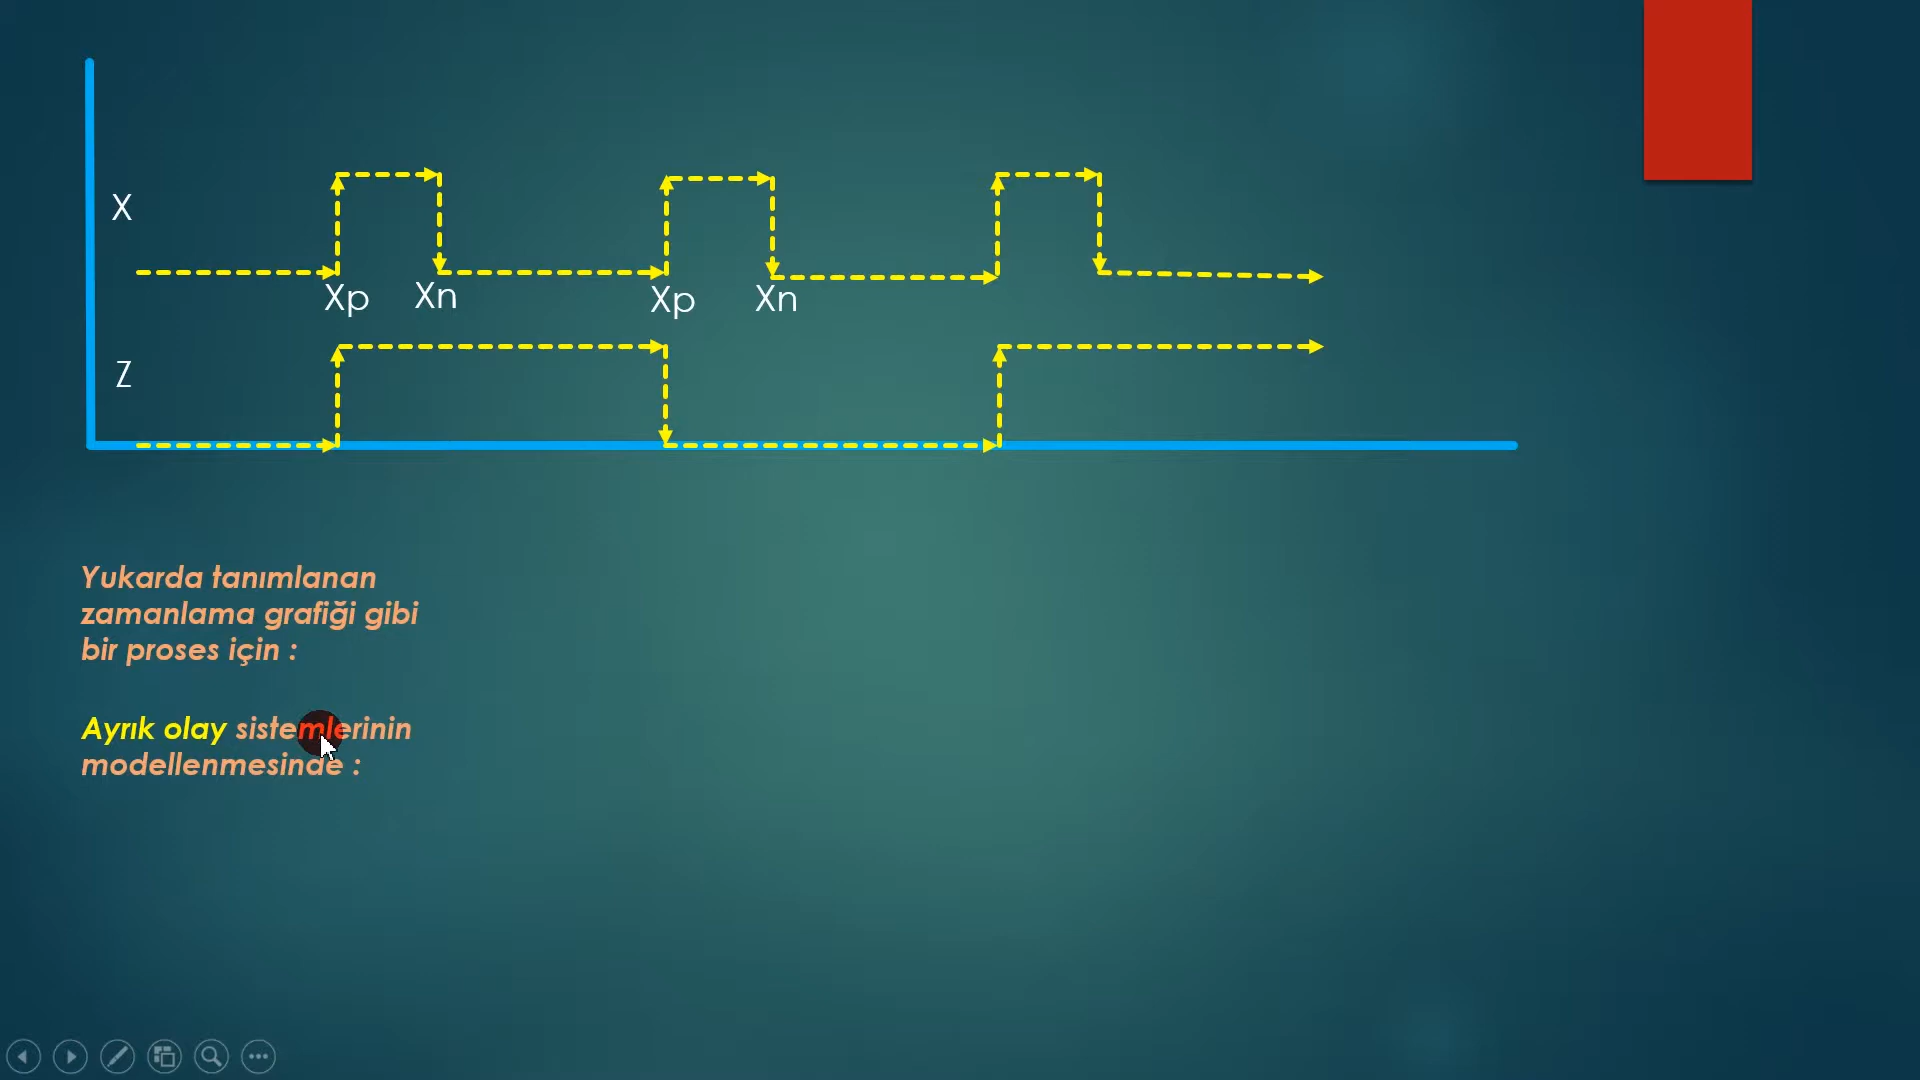 X
Xp
Xn
Xp
Xn
Z
Yukarda tanımlanan
zamanlama grafiği gibi
bir proses için :
Ayrık olay sistemlerinin
modellenmesinde :